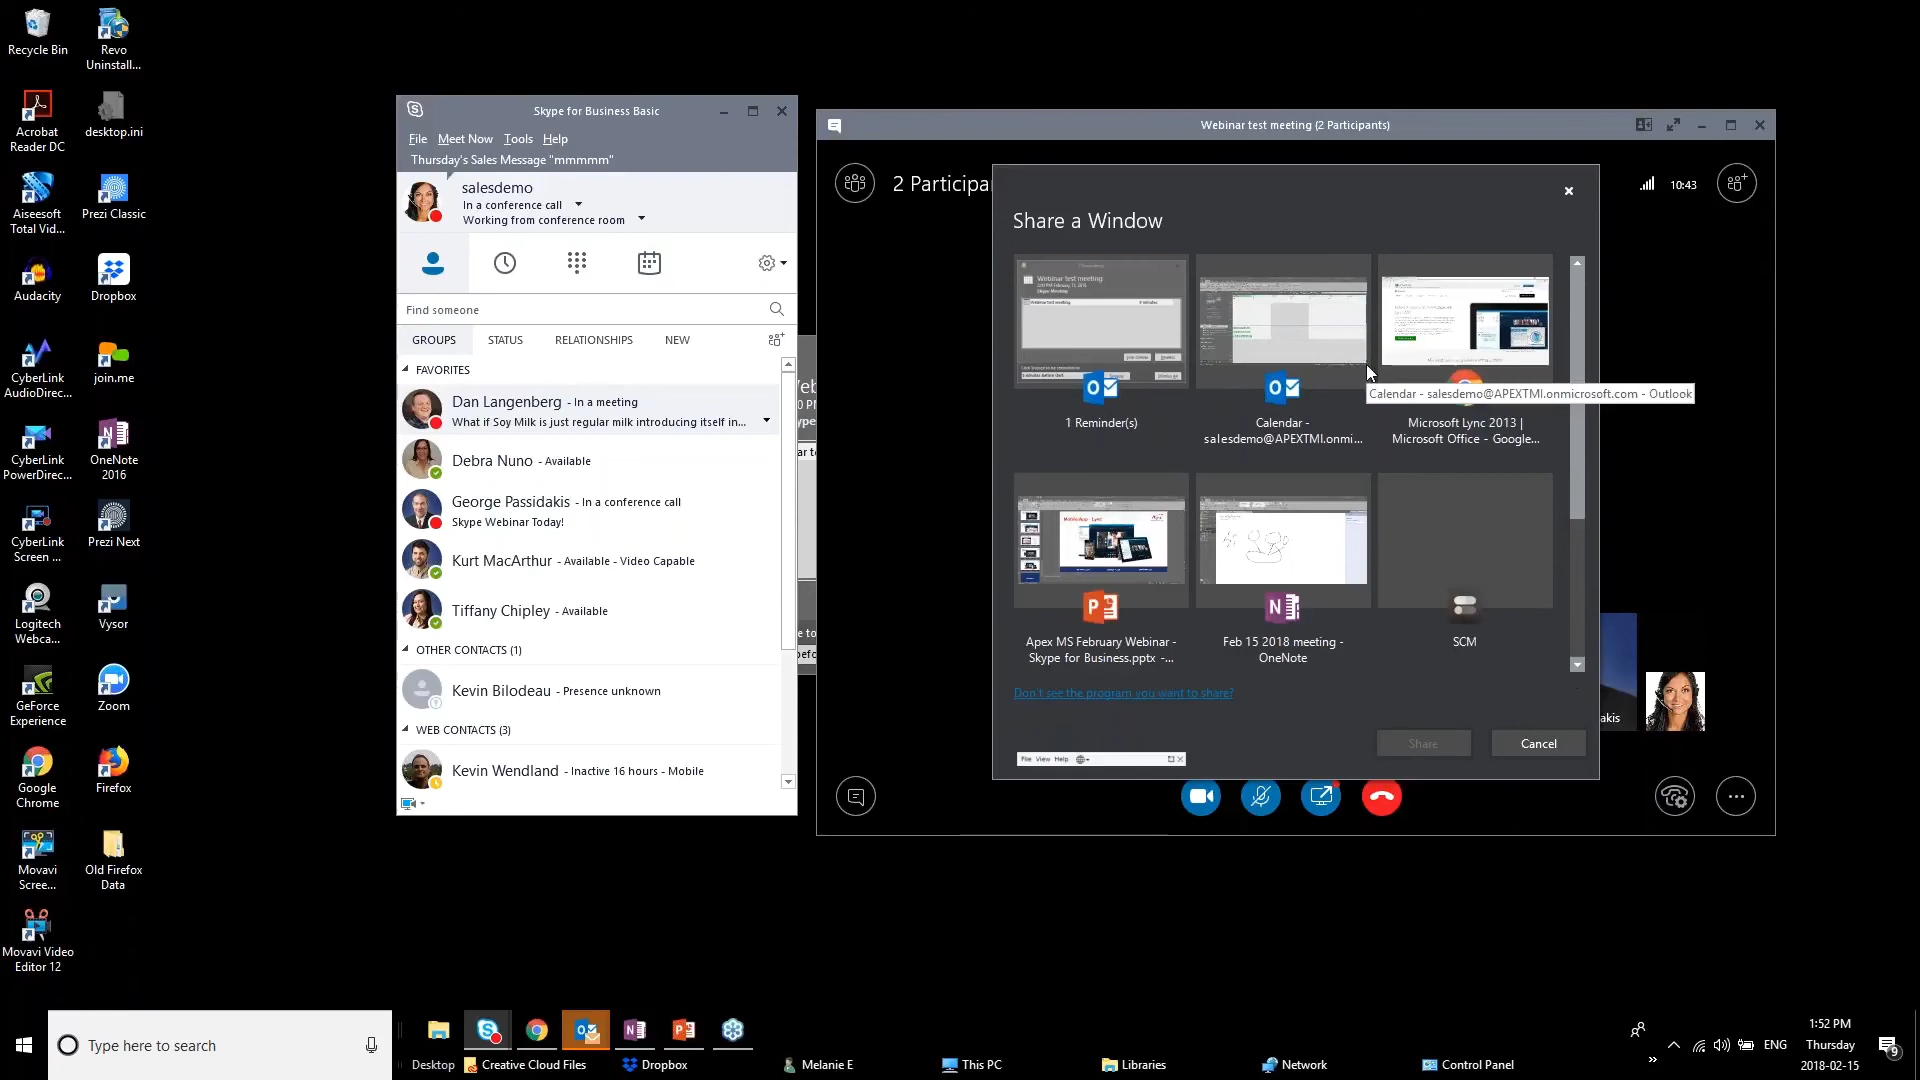 Recycle Bin
Revo
Uninstall...
Acrobat
Reader DC
desktop.ini
Aiseesoft
Total Vid...
Prezi Classic
Audacity
Dropbox
CyberLink
AudioDirec...
join.me
CyberLink
PowerDirec...
OneNote
2016
CyberLink
Screen ...
Prezi Next
Logitech
Webca...
Vysor
GeForce
Experience
Zoom
Google
Chrome
Firefox
Movavi
Scree...
Old Firefox
Data
Movavi Video
Editor 12
Skype for Business Basic
File Meet Now Tools Help
Thursday's Sales Message "mmmmm"
salesdemo
In a conference call
Working from conference room
Find someone
GROUPS STATUS RELATIONSHIPS NEW
FAVORITES
Dan Langenberg - In a meeting
What if Soy Milk is just regular milk introducing itself in...
Debra Nuno - Available
George Passidakis - In a conference call
Skype Webinar Today!
Kurt MacArthur - Available - Video Capable
Tiffany Chipley - Available
OTHER CONTACTS (1)
Kevin Bilodeau - Presence unknown
WEB CONTACTS (3)
Kevin Wendland - Inactive 16 hours - Mobile
Webinar test meeting (2 Participants)
2 Participa
10:43
Share a Window
Webinar test meeting
1 Reminder(s)
Calendar -
salesdemo@APEXTMI.onmi...
Calendar - salesdemo@APEXTMI.onmicrosoft.com - Outlook
Microsoft Lync 2013 |
Microsoft Office - Google...
Apex MS February Webinar -
Skype for Business.pptx -...
Feb 15 2018 meeting -
OneNote
SCM
Don't see the program you want to share?
Share Cancel
File View Help
akis
Type here to search
Desktop
Creative Cloud Files
Dropbox
Melanie E
This PC
Libraries
Network
Control Panel
ENG
1:52 PM
Thursday
2018-02-15
9